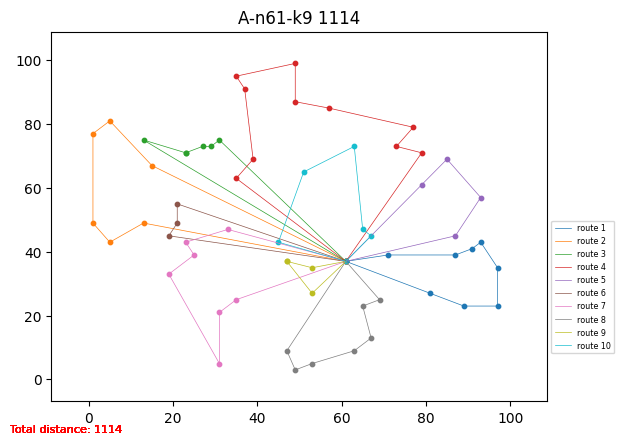 A-n61-k9 1114
100
80
60
40
20
0
0 20 40 60 80 100
route 1
route 2
route 3
route 4
route 5
route 6
route 7
route 8
route 9
route 10
Total distance: 1114